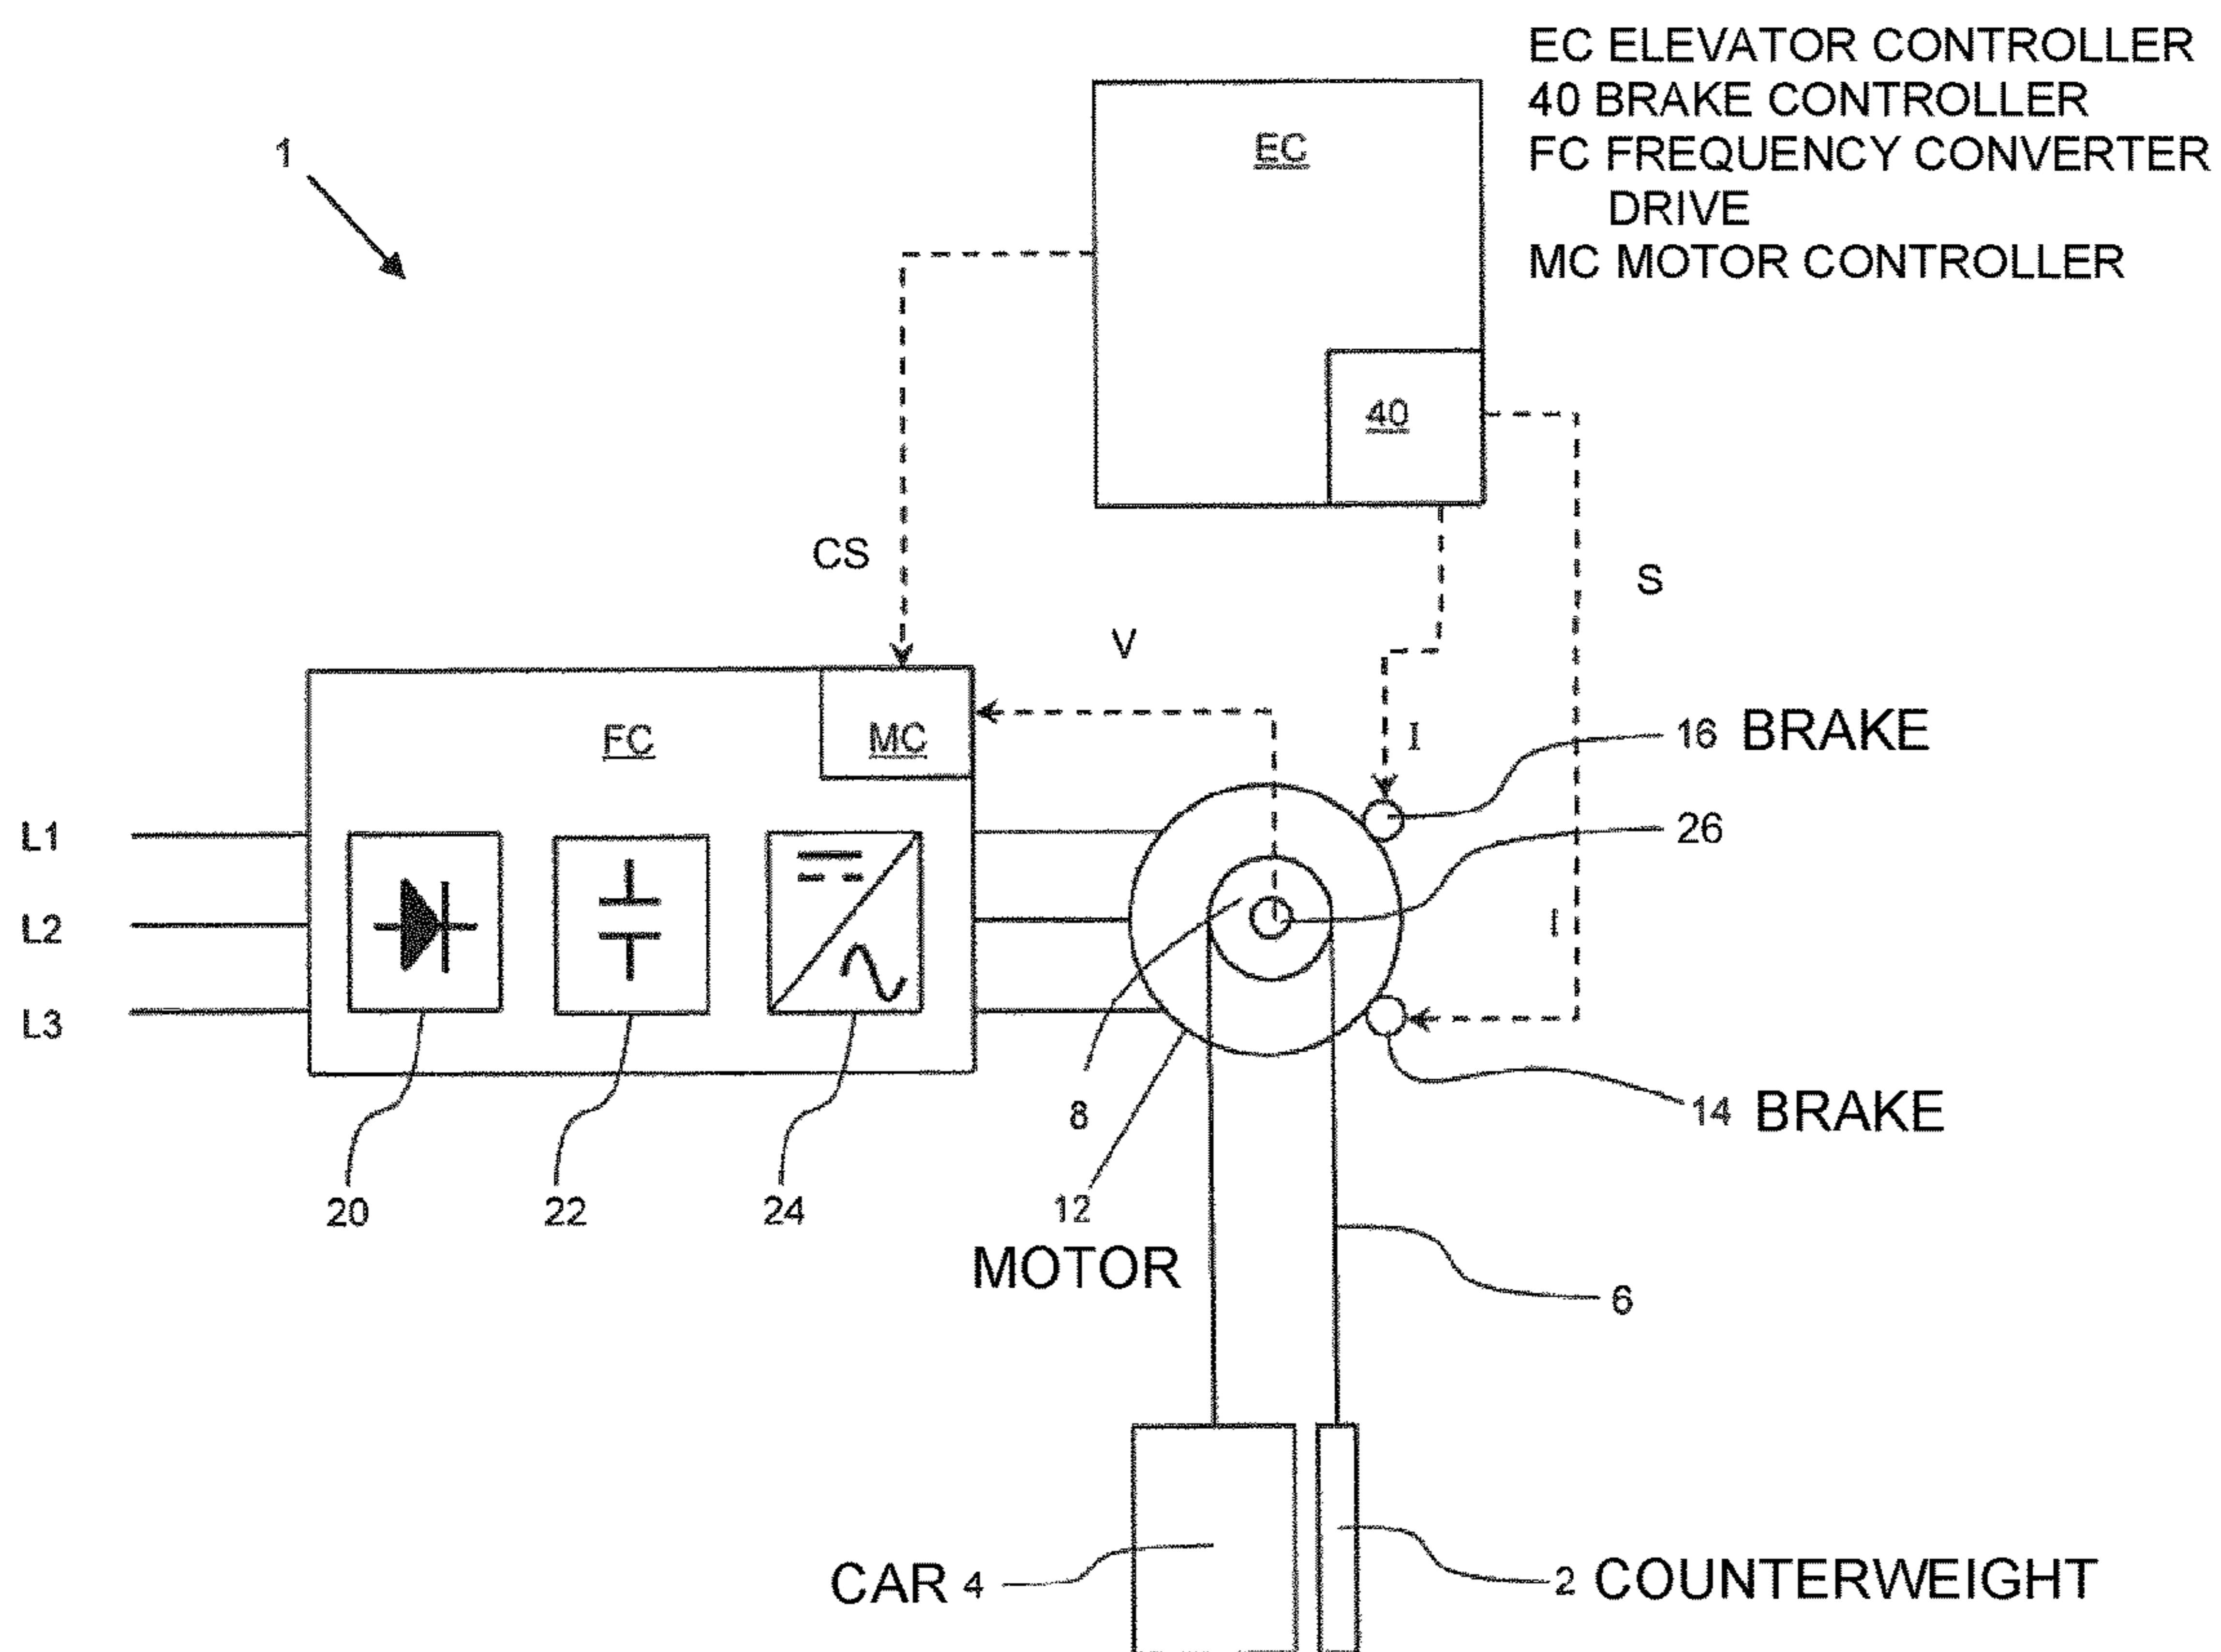 EC ELEVATOR CONTROLLER
40 BRAKE CONTROLLER
FC FREQUENCY CONVERTER
DRIVE
MC MOTOR CONTROLLER
1
EC
40
CS
S
V
FC
MC
I
16 BRAKE
26
L1
L2
L3
I
8
14 BRAKE
20
22
24
12
MOTOR
6
CAR 4
2 COUNTERWEIGHT